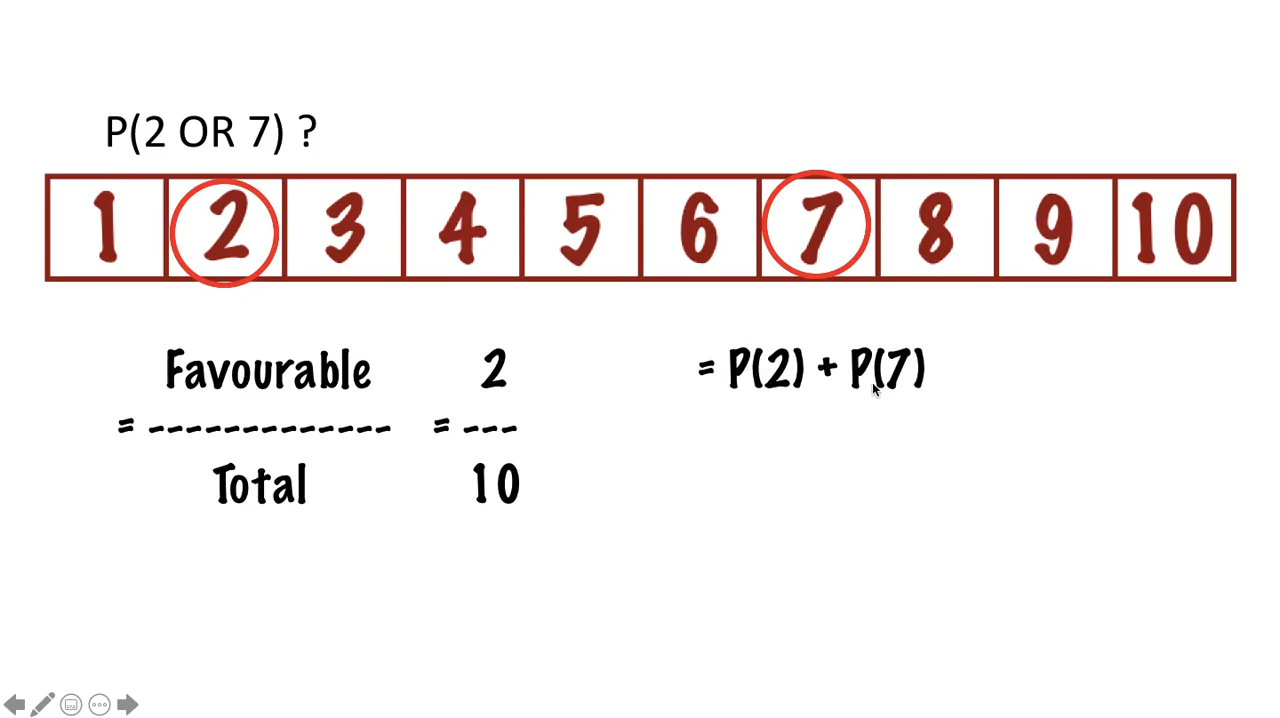 P(2 OR 7) ?
1 2 3 4 5 6 7 8 9 10
Favourable 2 = P(2) + P(7)
= ------------- = ---
Total 10